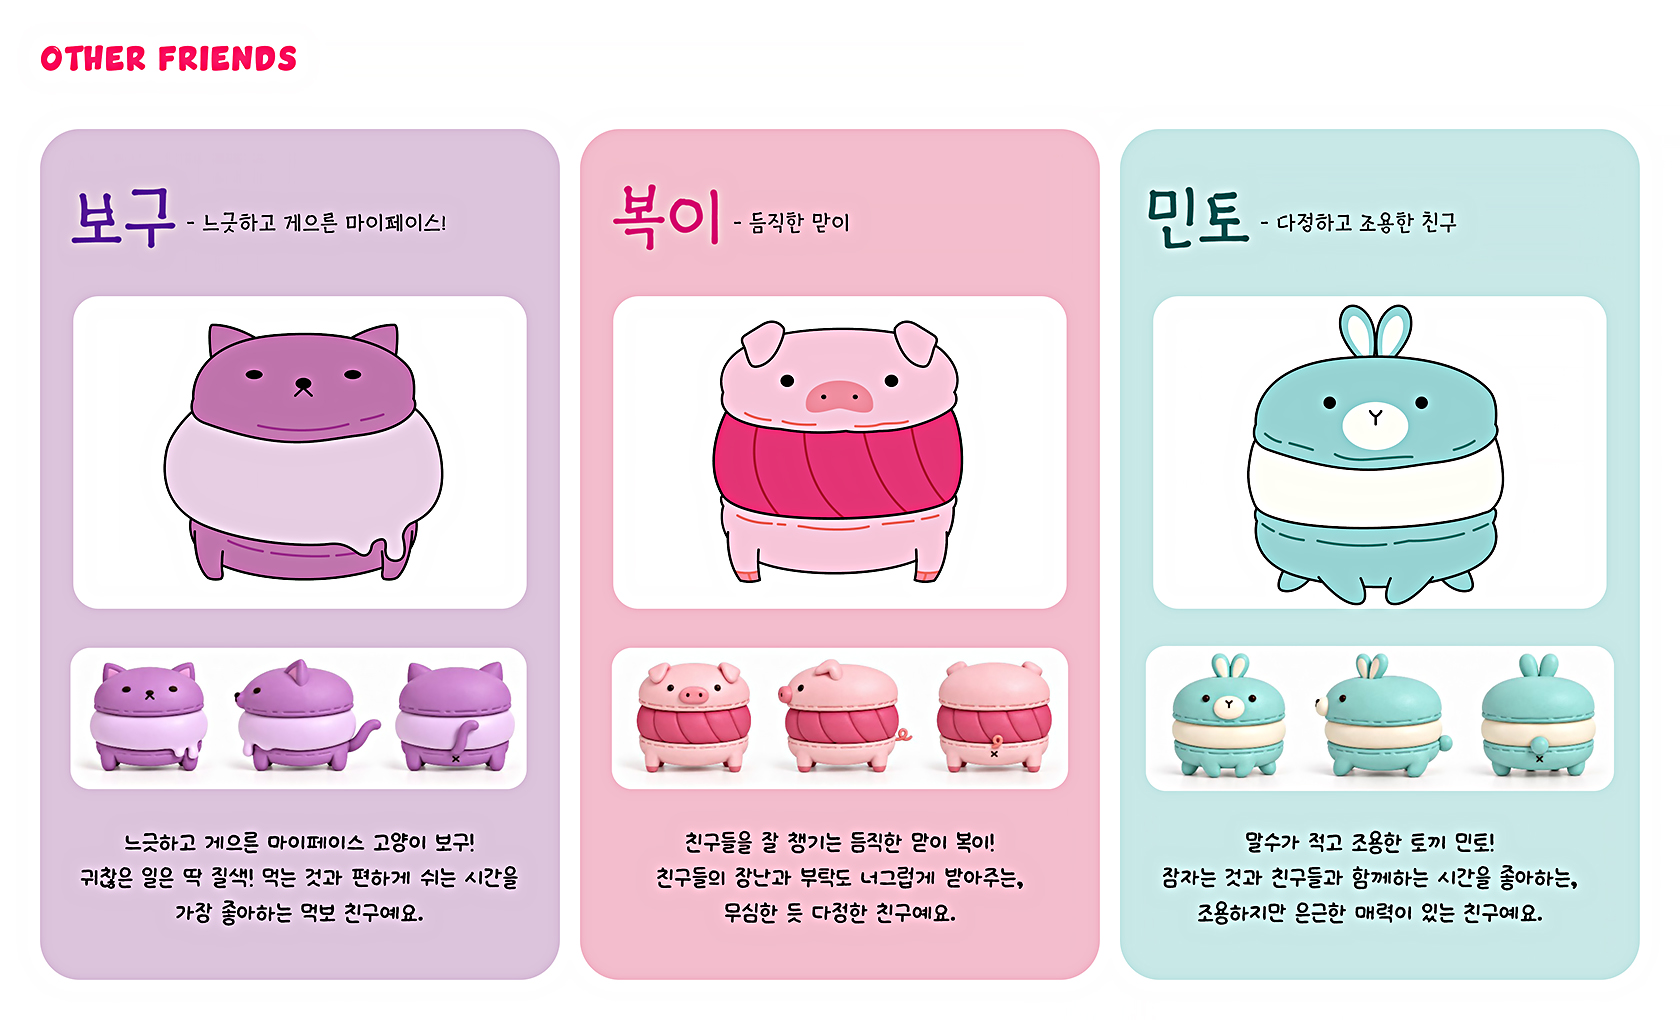 OTHER FRIENDS
보구 - 느긋하고 게으른 마이페이스!
느긋하고 게으른 마이페이스 고양이 보구!
귀찮은 일은 딱 질색! 먹는 것과 편하게 쉬는 시간을
가장 좋아하는 먹보 친구예요.
복이 - 듬직한 맏이
친구들을 잘 챙기는 듬직한 맏이 복이!
친구들의 장난과 부탁도 너그럽게 받아주는,
무심한 듯 다정한 친구예요.
민토 - 다정하고 조용한 친구
말수가 적고 조용한 토끼 민토!
잠자는 것과 친구들과 함께하는 시간을 좋아하는,
조용하지만 은근한 매력이 있는 친구예요.